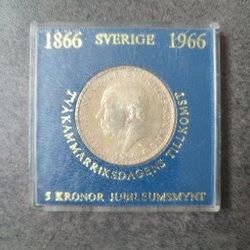 1866 SVERIGE 1966
TVÅKAMMARRIKSDAGENS TILLKOMST
5 KRONOR JUBILEUMSMYNT